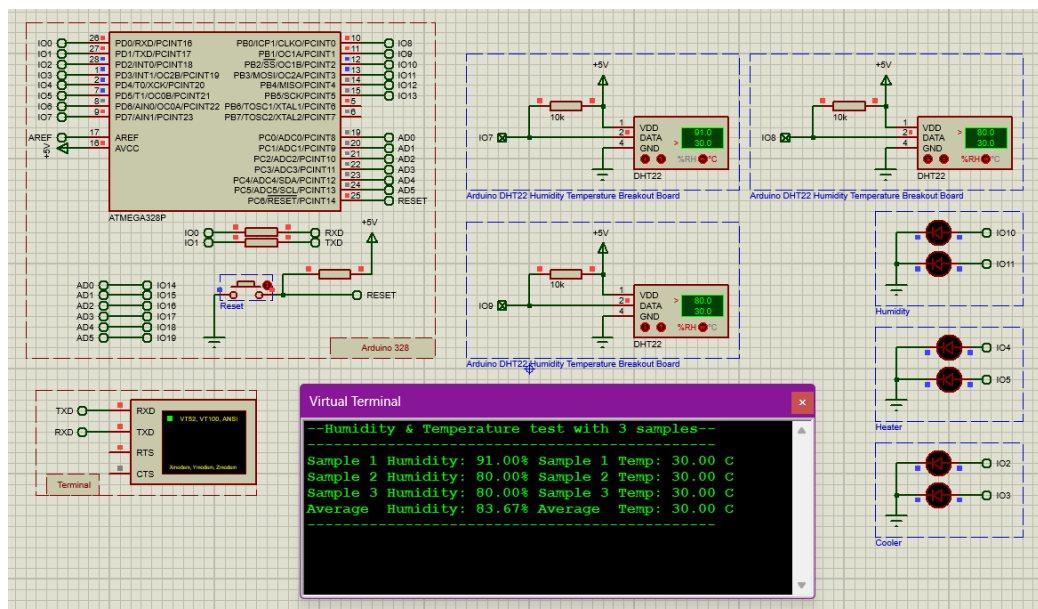 IO0 26 PD0/RXD/PCINT16 PB0/ICP1/CLKO/PCINT0 10 IO8
IO1 27 PD1/TXD/PCINT17 PB1/OC1A/PCINT1 11 IO9
IO2 28 PD2/INT0/PCINT18 PB2/SS/OC1B/PCINT2 12 IO10
IO3 1 PD3/INT1/OC2B/PCINT19 PB3/MOSI/OC2A/PCINT3 13 IO11
IO4 2 PD4/T0/XCK/PCINT20 PB4/MISO/PCINT4 14 IO12
IO5 7 PD5/T1/OC0B/PCINT21 PB5/SCK/PCINT5 15 IO13
IO6 8 PD6/AIN0/OC0A/PCINT22 PB6/TOSC1/XTAL1/PCINT6 5
IO7 9 PD7/AIN1/PCINT23 PB7/TOSC2/XTAL2/PCINT7 6
AREF 17 AREF PC0/ADC0/PCINT8 19 AD0
+5V 16 AVCC PC1/ADC1/PCINT9 20 AD1
PC2/ADC2/PCINT10 21 AD2
PC3/ADC3/PCINT11 22 AD3
PC4/ADC4/SDA/PCINT12 23 AD4
PC5/ADC5/SCL/PCINT13 24 AD5
PC6/RESET/PCINT14 25 RESET
ATMEGA328P
IO0 RXD
IO1 TXD
+5V
RESET
Reset
AD0 IO14
AD1 IO15
AD2 IO16
AD3 IO17
AD4 IO18
AD5 IO19
Arduino 328
+5V
10k
IO7
1 VDD
2 DATA
4 GND
> 91.0
30.0
%RH °C
DHT22
Arduino DHT22 Humidity Temperature Breakout Board
+5V
10k
IO8
1 VDD
2 DATA
4 GND
> 80.0
30.0
%RH °C
DHT22
Arduino DHT22 Humidity Temperature Breakout Board
+5V
10k
IO9
1 VDD
2 DATA
4 GND
> 80.0
30.0
%RH °C
DHT22
Arduino DHT22 Humidity Temperature Breakout Board
IO10
IO11
Humidity
IO4
IO5
Heater
IO2
IO3
Cooler
TXD RXD
RXD TXD
RTS
CTS
VT52, VT100, ANSI
Xmodem, Ymodem, Zmodem
Terminal
Virtual Terminal
×
--Humidity & Temperature test with 3 samples--
----------------------------------------------
Sample 1 Humidity: 91.00% Sample 1 Temp: 30.00 C
Sample 2 Humidity: 80.00% Sample 2 Temp: 30.00 C
Sample 3 Humidity: 80.00% Sample 3 Temp: 30.00 C
Average  Humidity: 83.67% Average  Temp: 30.00 C
----------------------------------------------